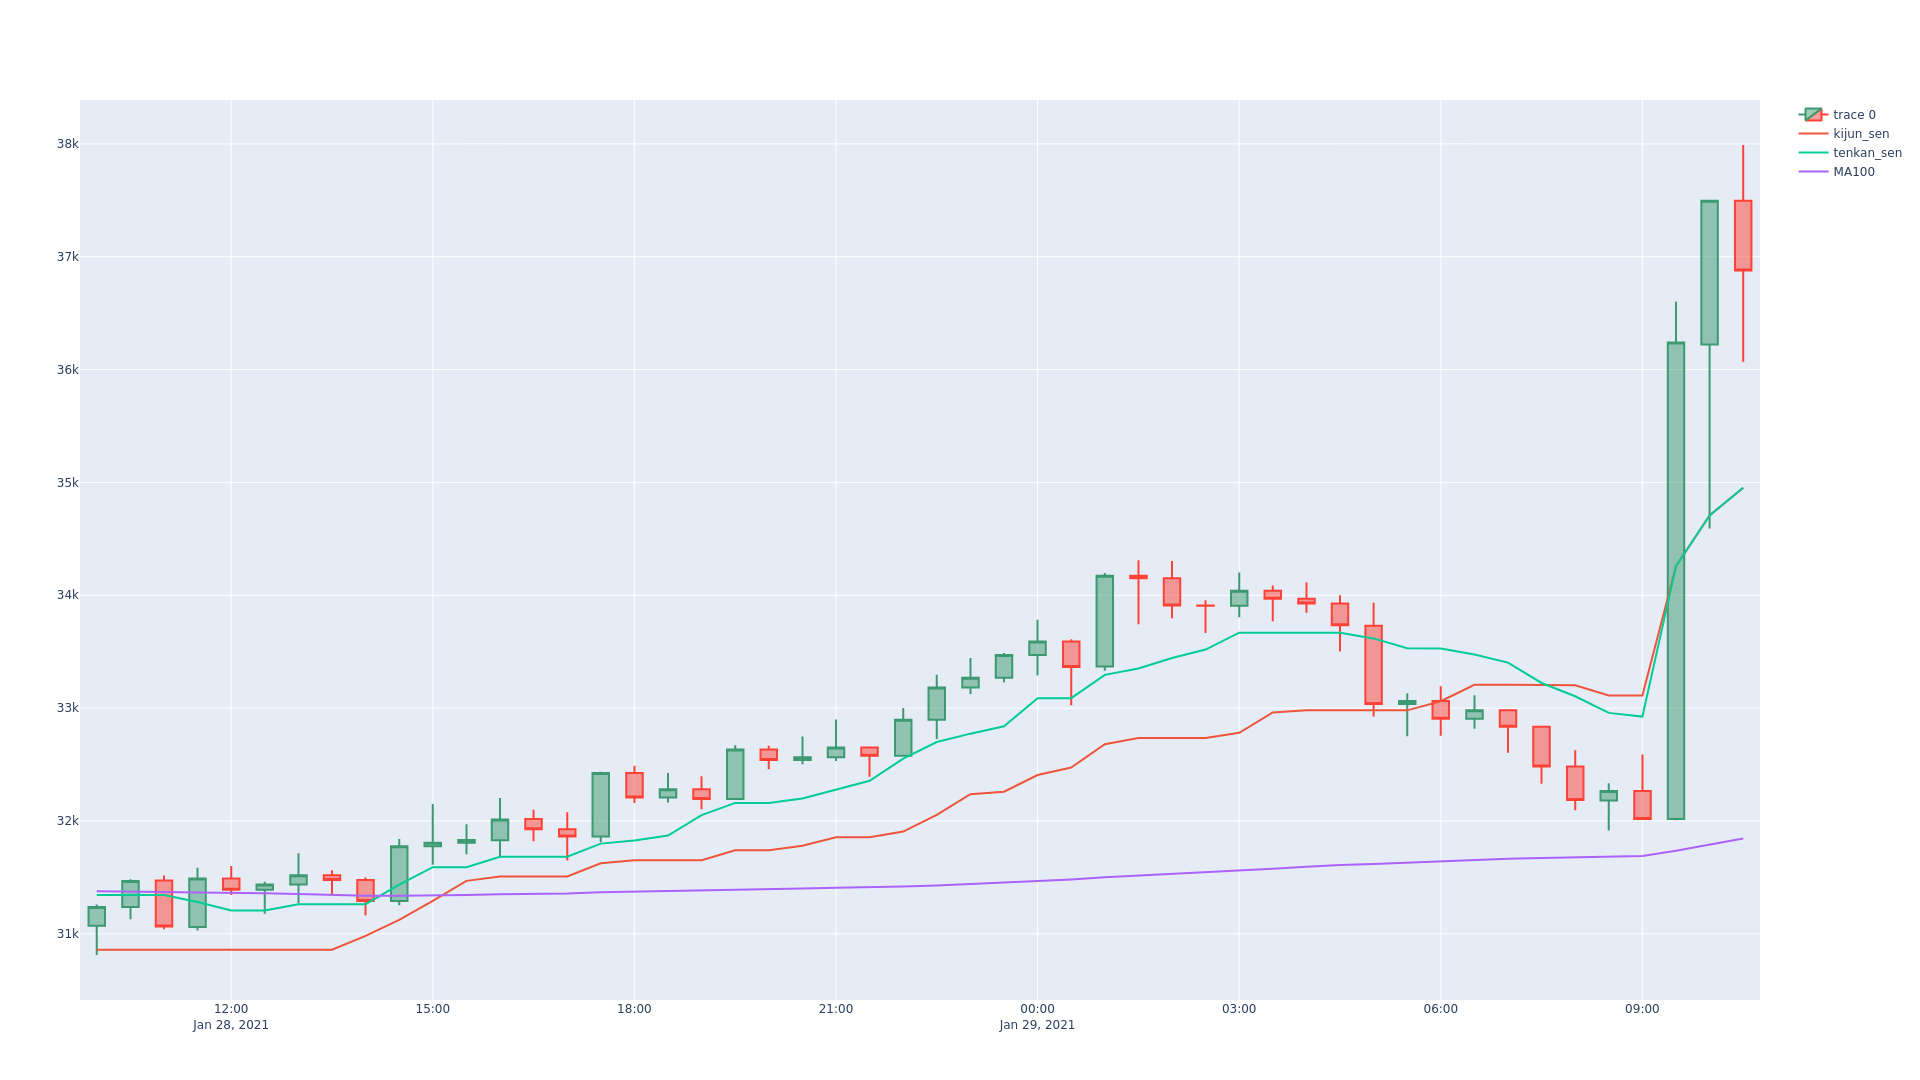 38k
37k
36k
35k
34k
33k
32k
31k
12:00
Jan 28, 2021
15:00
18:00
21:00
00:00
Jan 29, 2021
03:00
06:00
09:00
trace 0
kijun_sen
tenkan_sen
MA100